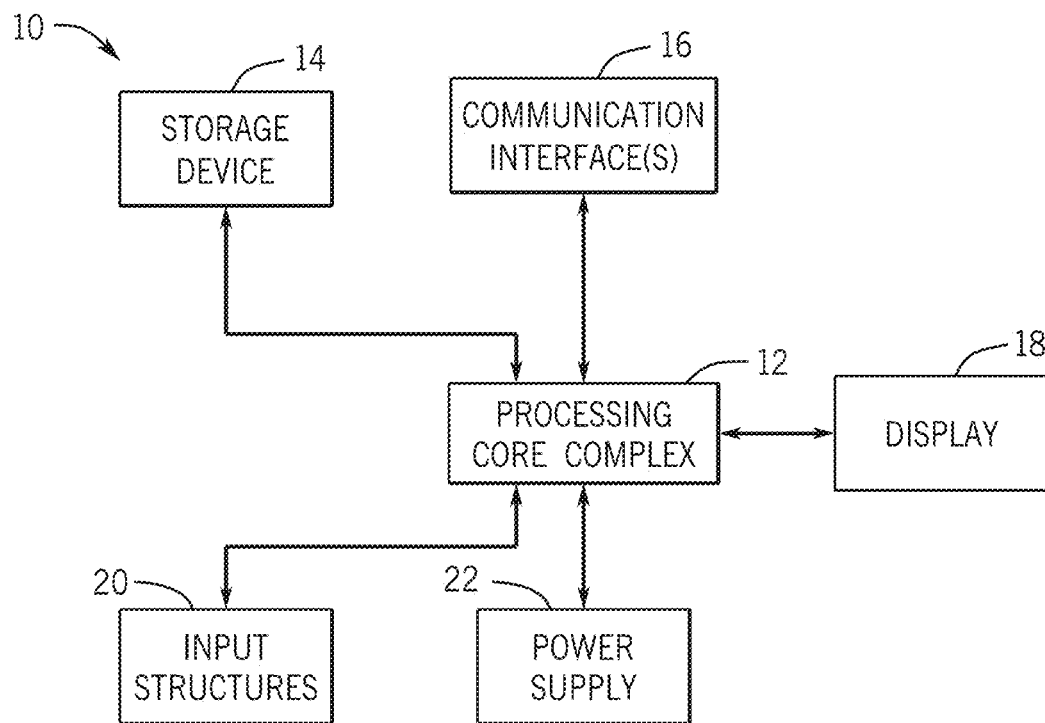 10
14
16
STORAGE
DEVICE
COMMUNICATION
INTERFACE(S)
12
18
PROCESSING
CORE COMPLEX
DISPLAY
20
22
INPUT
STRUCTURES
POWER
SUPPLY